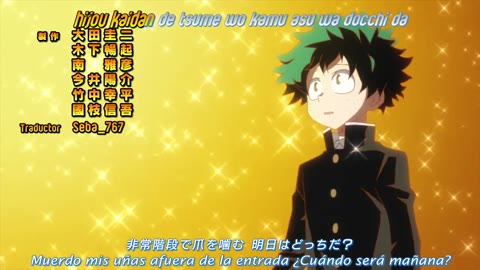 hijou kaidan de tsume wo kamu asu wa docchi da
製作 大田圭二
木下暢起
南 雅彦
今井陽介
竹中幸平
國枝信吾
Traductor Seba_767
非常階段で爪を噛む 明日はどっちだ?
Muerdo mis uñas afuera de la entrada ¿Cuándo será mañana?